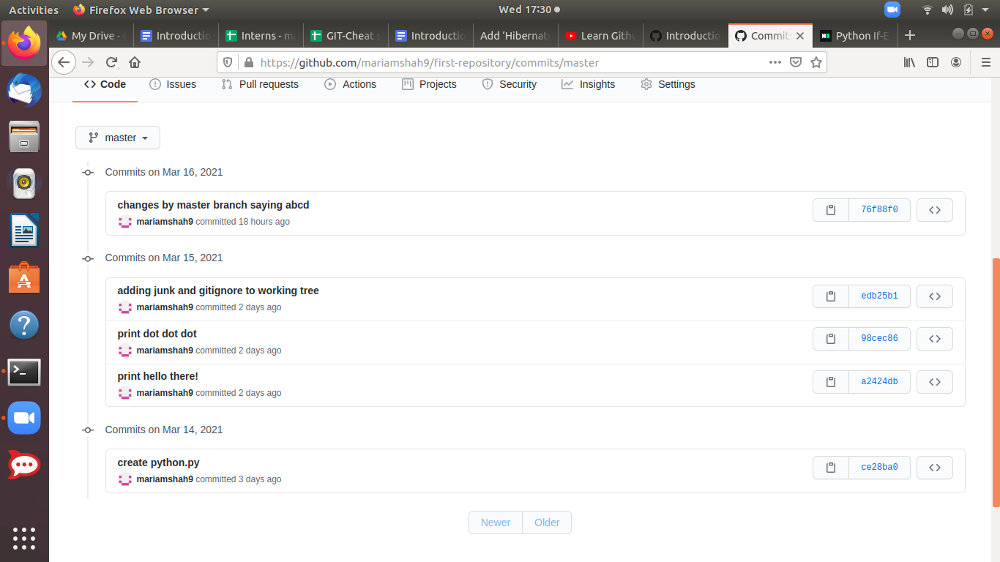 Activities Firefox Web Browser Wed 17:30
My Drive - Introductio Interns - m GIT-Cheat s Introductio Add ‘Hibernat Learn Githu Introductio Commits Python If-E
https://github.com/mariamshah9/first-repository/commits/master
Code Issues Pull requests Actions Projects Security Insights Settings
master
Commits on Mar 16, 2021
changes by master branch saying abcd
76f88f0
mariamshah9 committed 18 hours ago
Commits on Mar 15, 2021
adding junk and gitignore to working tree
edb25b1
mariamshah9 committed 2 days ago
print dot dot dot
98cec86
mariamshah9 committed 2 days ago
print hello there!
a2424db
mariamshah9 committed 2 days ago
Commits on Mar 14, 2021
create python.py
ce28ba0
mariamshah9 committed 3 days ago
Newer Older